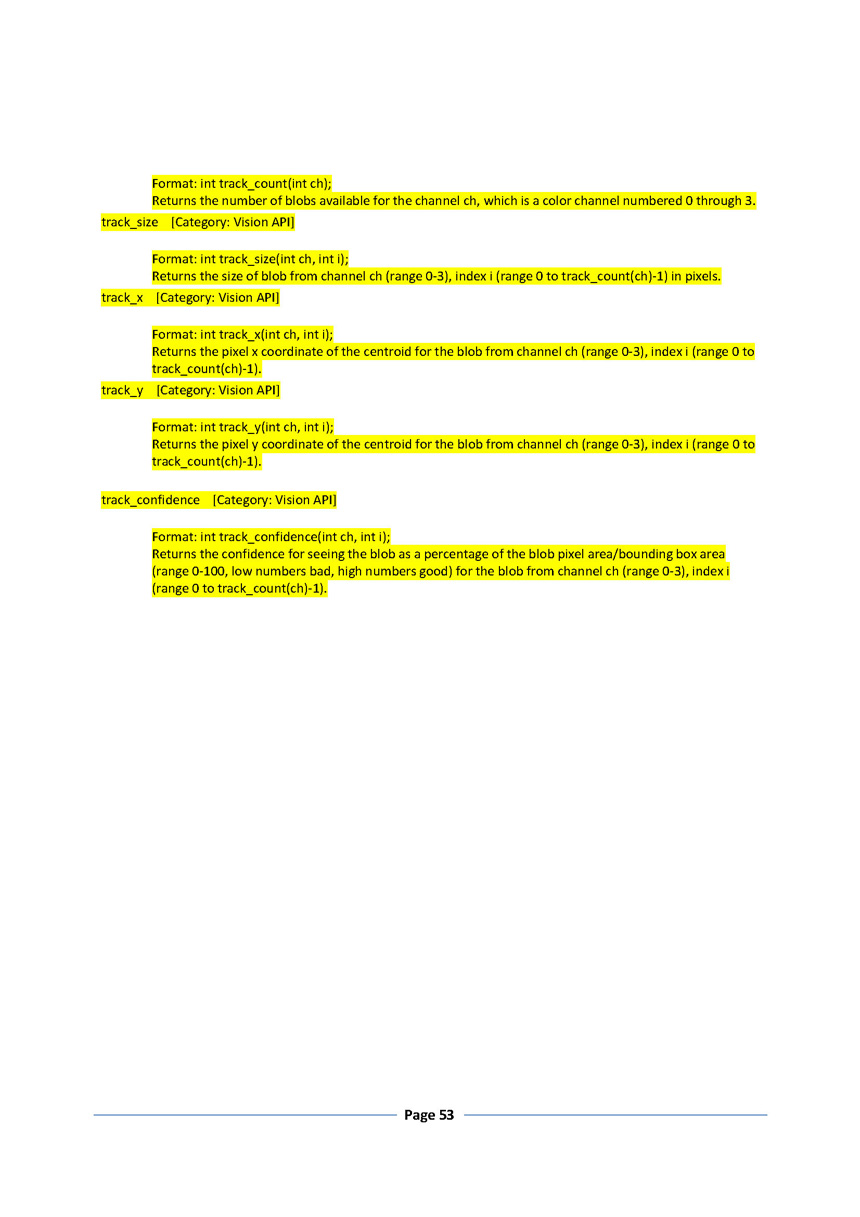 Format: int track_count(int ch);
Returns the number of blobs available for the channel ch, which is a color channel numbered 0 through 3.
track_size [Category: Vision API]
Format: int track_size(int ch, int i);
Returns the size of blob from channel ch (range 0-3), index i (range 0 to track_count(ch)-1) in pixels.
track_x [Category: Vision API]
Format: int track_x(int ch, int i);
Returns the pixel x coordinate of the centroid for the blob from channel ch (range 0-3), index i (range 0 to
track_count(ch)-1).
track_y [Category: Vision API]
Format: int track_y(int ch, int i);
Returns the pixel y coordinate of the centroid for the blob from channel ch (range 0-3), index i (range 0 to
track_count(ch)-1).
track_confidence [Category: Vision API]
Format: int track_confidence(int ch, int i);
Returns the confidence for seeing the blob as a percentage of the blob pixel area/bounding box area
(range 0-100, low numbers bad, high numbers good) for the blob from channel ch (range 0-3), index i
(range 0 to track_count(ch)-1).
Page 53